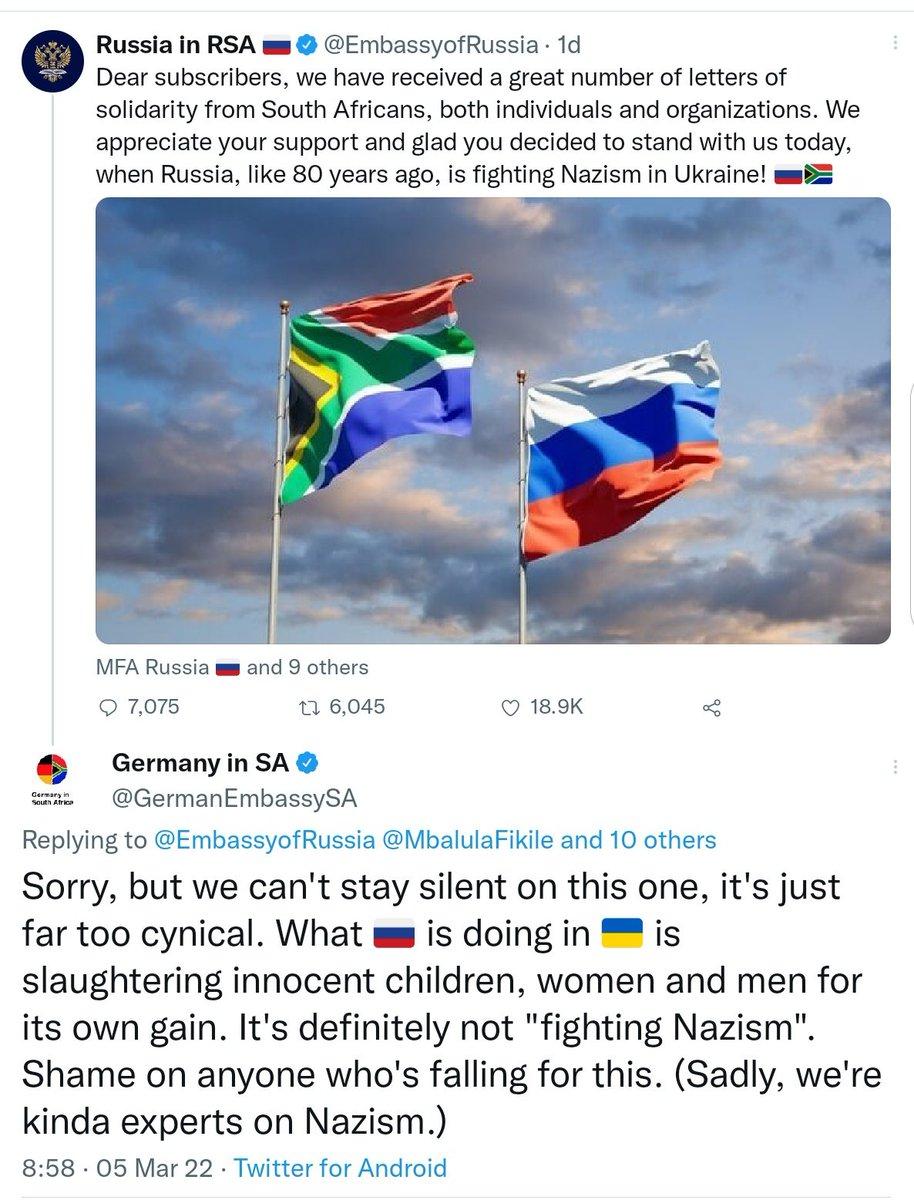 Russia in RSA 🇷🇺 @EmbassyofRussia · 1d
Dear subscribers, we have received a great number of letters of
solidarity from South Africans, both individuals and organizations. We
appreciate your support and glad you decided to stand with us today,
when Russia, like 80 years ago, is fighting Nazism in Ukraine! 🇷🇺🇿🇦
MFA Russia 🇷🇺 and 9 others
7,075 6,045 18.9K
Germany in SA
Germany in
South Africa
@GermanEmbassySA
Replying to @EmbassyofRussia @MbalulaFikile and 10 others
Sorry, but we can't stay silent on this one, it's just
far too cynical. What 🇷🇺 is doing in 🇺🇦 is
slaughtering innocent children, women and men for
its own gain. It's definitely not "fighting Nazism".
Shame on anyone who's falling for this. (Sadly, we're
kinda experts on Nazism.)
8:58 · 05 Mar 22 · Twitter for Android